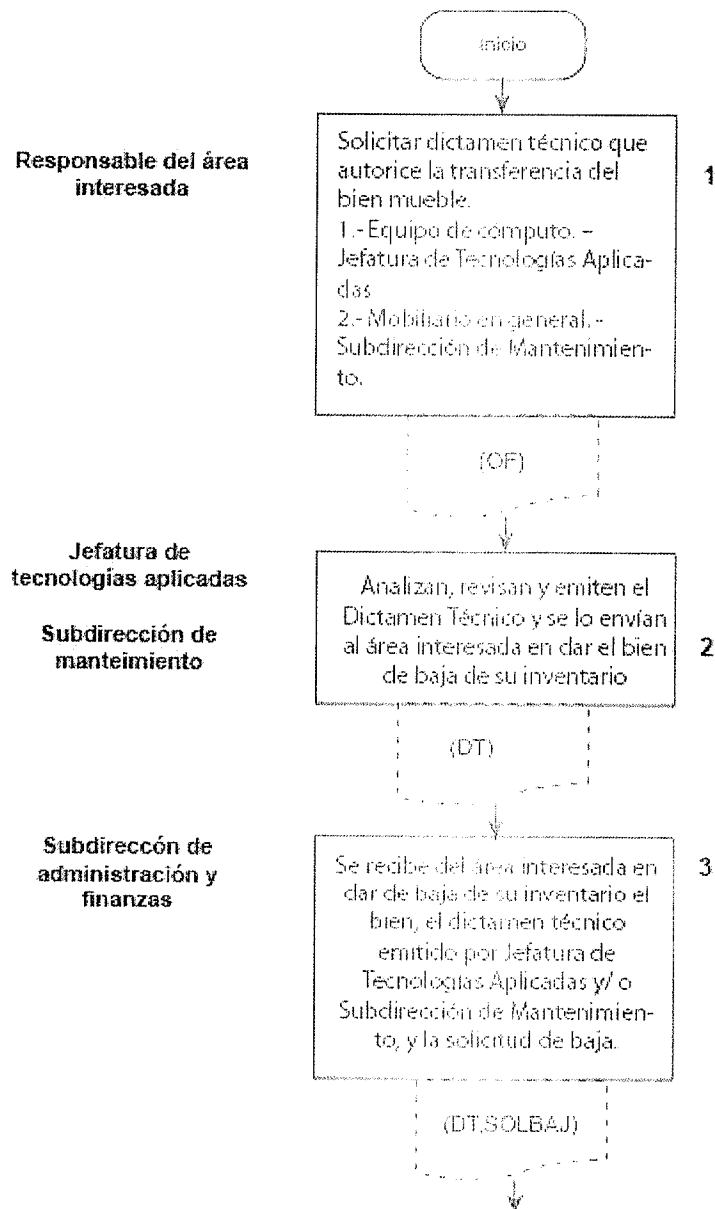 Inicio
Responsable del área
interesada
Solicitar dictamen técnico que
autorice la transferencia del
bien mueble.
1.- Equipo de cómputo. –
Jefatura de Tecnologías Aplica-
das
2.- Mobiliario en general. –
Subdirección de Mantenimien-
to.
1
(OF)
Jefatura de
tecnologías aplicadas
Subdirección de
manteimiento
Analizan, revisan y emiten el
Dictamen Técnico y se lo envían
al área interesada en dar el bien
de baja de su inventario
2
(DT)
Subdireccón de
administración y
finanzas
Se recibe del área interesada en
dar de baja de su inventario el
bien, el dictamen técnico
emitido por Jefatura de
Tecnologías Aplicadas y/ o
Subdirección de Mantenimien-
to, y la solicitud de baja.
3
(DT,SOLBAJ)